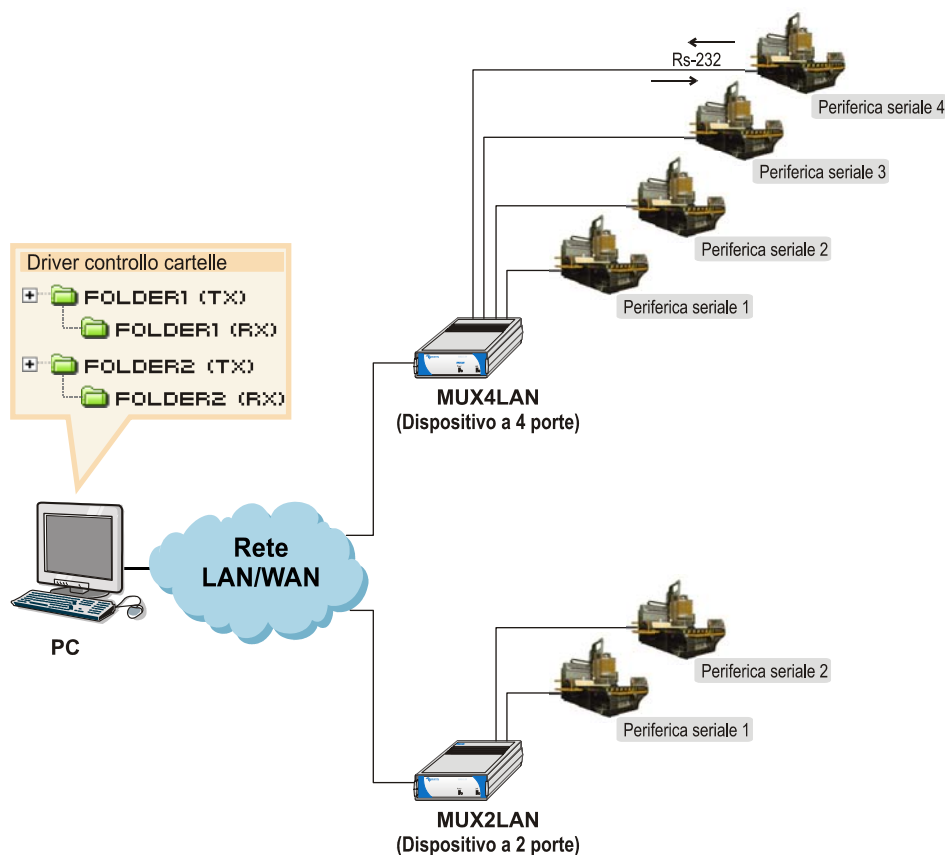 Rs-232
Periferica seriale 4
Periferica seriale 3
Periferica seriale 2
Periferica seriale 1
Driver controllo cartelle
FOLDER1 (TX)
FOLDER1 (RX)
FOLDER2 (TX)
FOLDER2 (RX)
MUX4LAN
(Dispositivo a 4 porte)
Rete
LAN/WAN
PC
Periferica seriale 2
Periferica seriale 1
MUX2LAN
(Dispositivo a 2 porte)